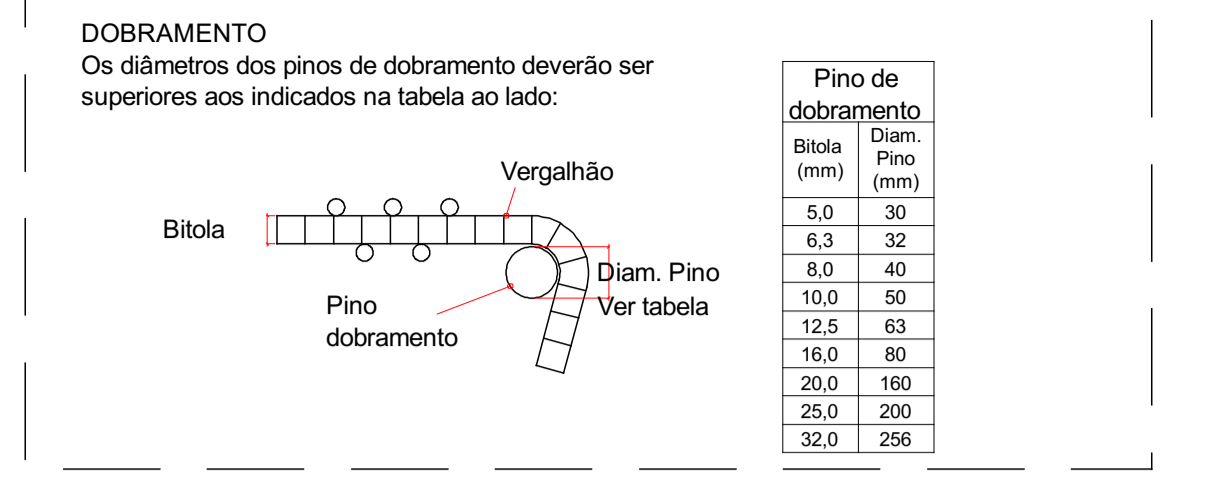 DOBRAMENTO
Os diâmetros dos pinos de dobramento deverão ser
superiores aos indicados na tabela ao lado:
Vergalhão
Bitola
Diam. Pino
Ver tabela
Pino
dobramento
Pino de
dobramento
Bitola
(mm)
Diam.
Pino
(mm)
5,0 30
6,3 32
8,0 40
10,0 50
12,5 63
16,0 80
20,0 160
25,0 200
32,0 256